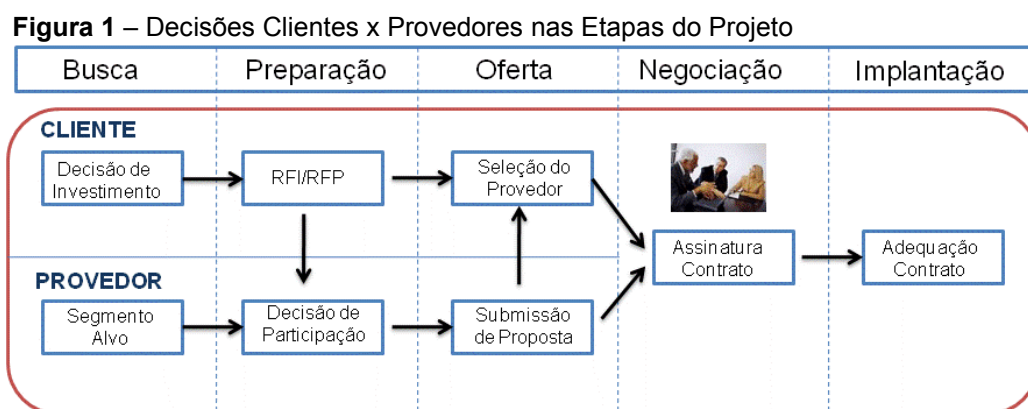 Figura 1 – Decisões Clientes x Provedores nas Etapas do Projeto
Busca
Preparação
Oferta
Negociação
Implantação
CLIENTE
Decisão de
Investimento
RFI/RFP
Seleção do
Provedor
Assinatura
Contrato
Adequação
Contrato
PROVEDOR
Segmento
Alvo
Decisão de
Participação
Submissão
de Proposta